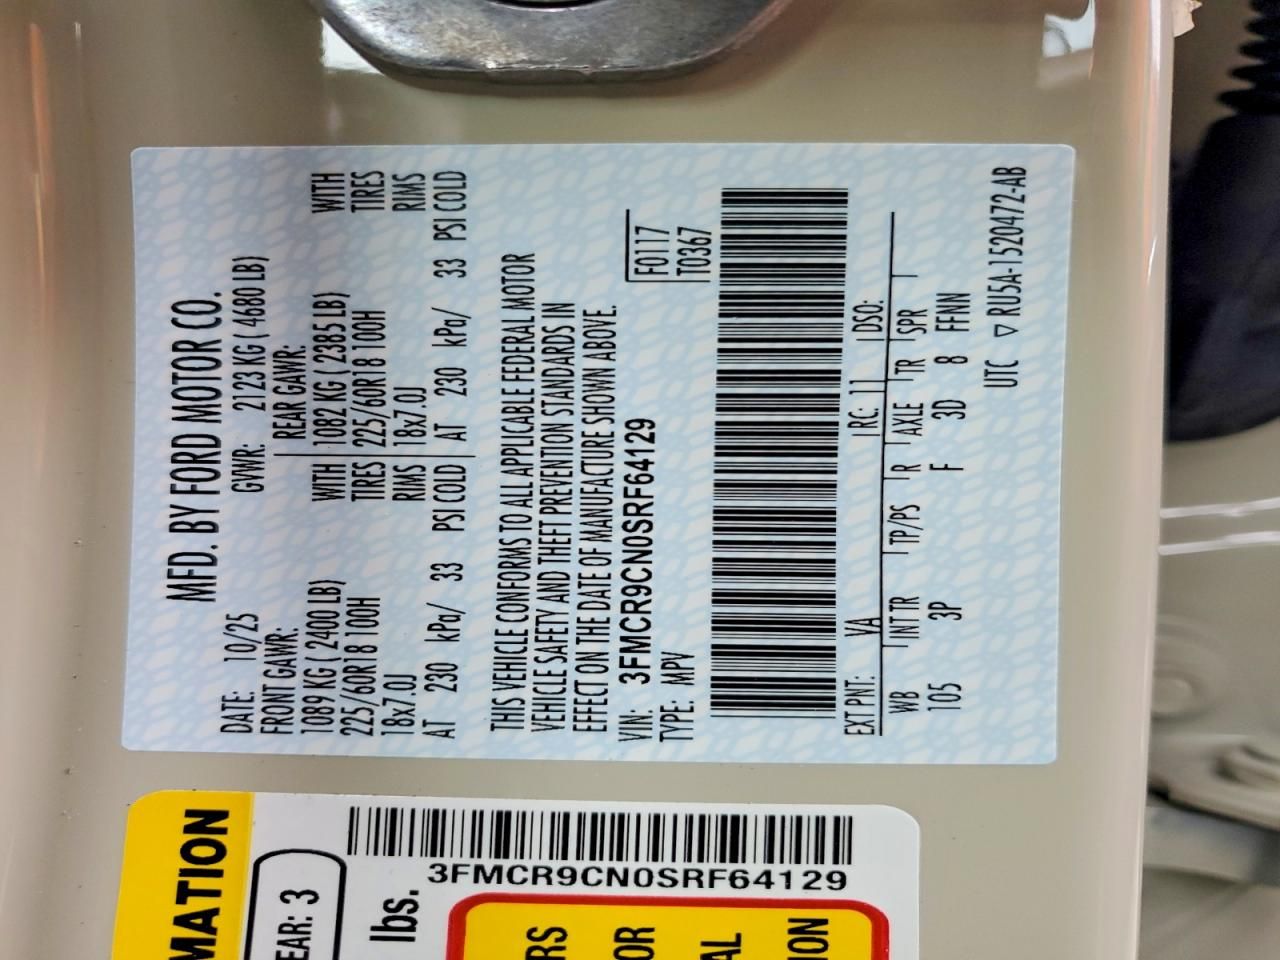 MFD. BY FORD MOTOR CO.
DATE: 10/25 GVWR: 2123 KG ( 4680 LB)
FRONT GAWR: REAR GAWR:
1089 KG ( 2400 LB) WITH 1082 KG ( 2385 LB) WITH
225/60R18 100H TIRES 225/60R18 100H TIRES
18x7.0J RIMS 18x7.0J RIMS
AT 230 kPa/ 33 PSI COLD AT 230 kPa/ 33 PSI COLD
THIS VEHICLE CONFORMS TO ALL APPLICABLE FEDERAL MOTOR
VEHICLE SAFETY AND THEFT PREVENTION STANDARDS IN
EFFECT ON THE DATE OF MANUFACTURE SHOWN ABOVE.
VIN: 3FMCR9CN0SRF64129 F0117
TYPE: MPV T0367
EXT PNT: VA RC: 11 DSO:
WB INT TR TP/PS R AXLE TR SPR
105 3P F 3D 8 FFNN
UTC ▽ RU5A-1520472-AB
MATION
EAR: 3
3FMCR9CN0SRF64129
lbs.
RS
OR
AL
ION